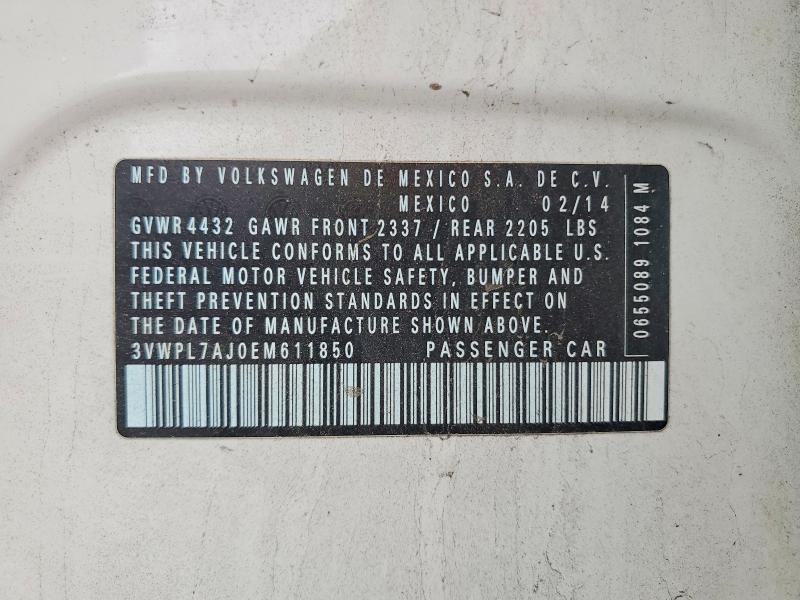 MFD BY VOLKSWAGEN DE MEXICO S.A. DE C.V.
MEXICO 02/14
GVWR 4432 GAWR FRONT 2337 / REAR 2205 LBS
THIS VEHICLE CONFORMS TO ALL APPLICABLE U.S.
FEDERAL MOTOR VEHICLE SAFETY, BUMPER AND
THEFT PREVENTION STANDARDS IN EFFECT ON
THE DATE OF MANUFACTURE SHOWN ABOVE.
3VWPL7AJ0EM611850 PASSENGER CAR
0655089 1084 M